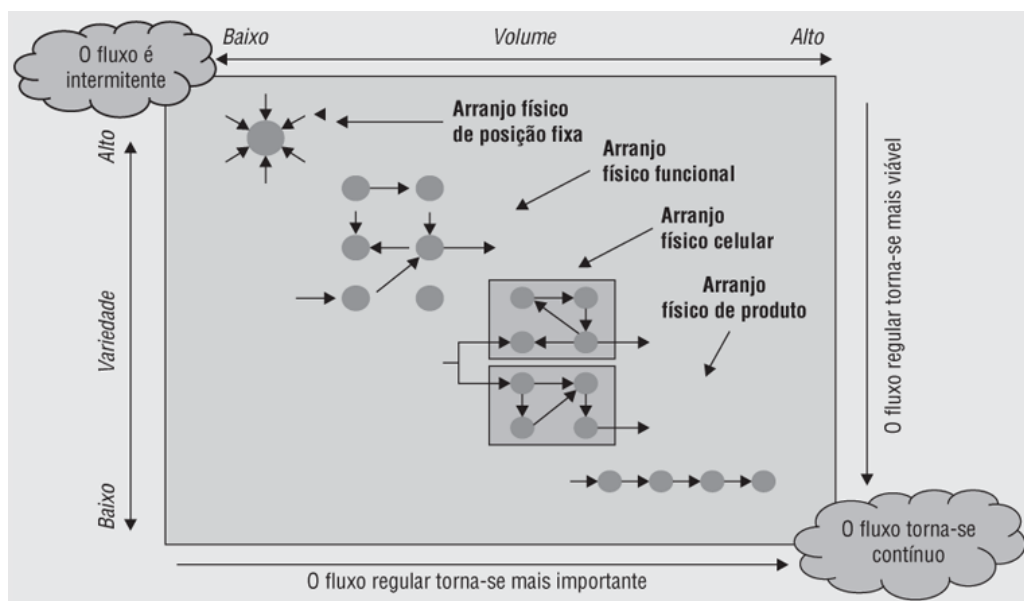 O fluxo é
intermitente
Baixo
Volume
Alto
Arranjo físico
de posição fixa
Arranjo
físico funcional
Arranjo
físico celular
Arranjo
físico de produto
Alto
Variedade
Baixo
O fluxo regular torna-se mais viável
O fluxo torna-se
contínuo
O fluxo regular torna-se mais importante